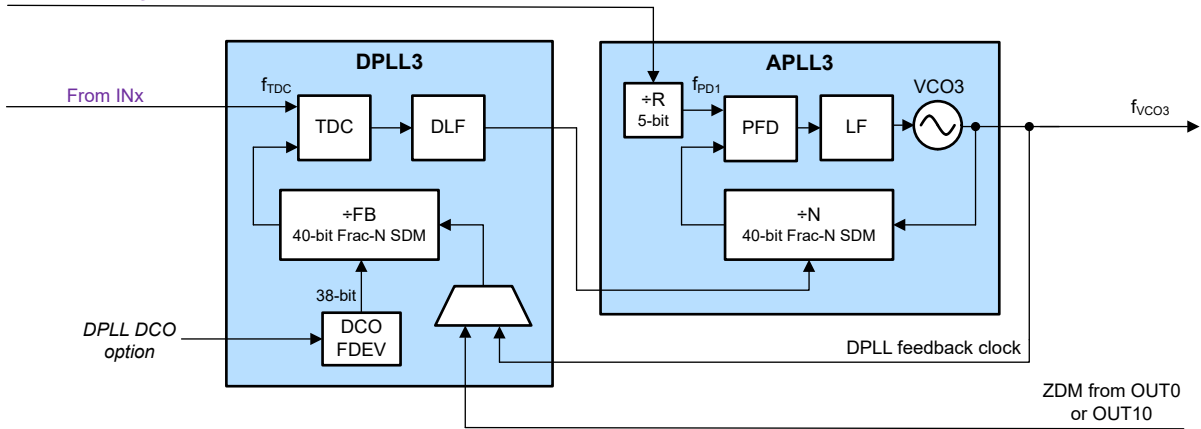 DPLL3
APLL3
From INx
fTDC
TDC
DLF
÷R
5-bit
fPD1
PFD
LF
VCO3
fVCO3
÷FB
40-bit Frac-N SDM
÷N
40-bit Frac-N SDM
38-bit
DPLL DCO
option
DCO
FDEV
DPLL feedback clock
ZDM from OUT0
or OUT10